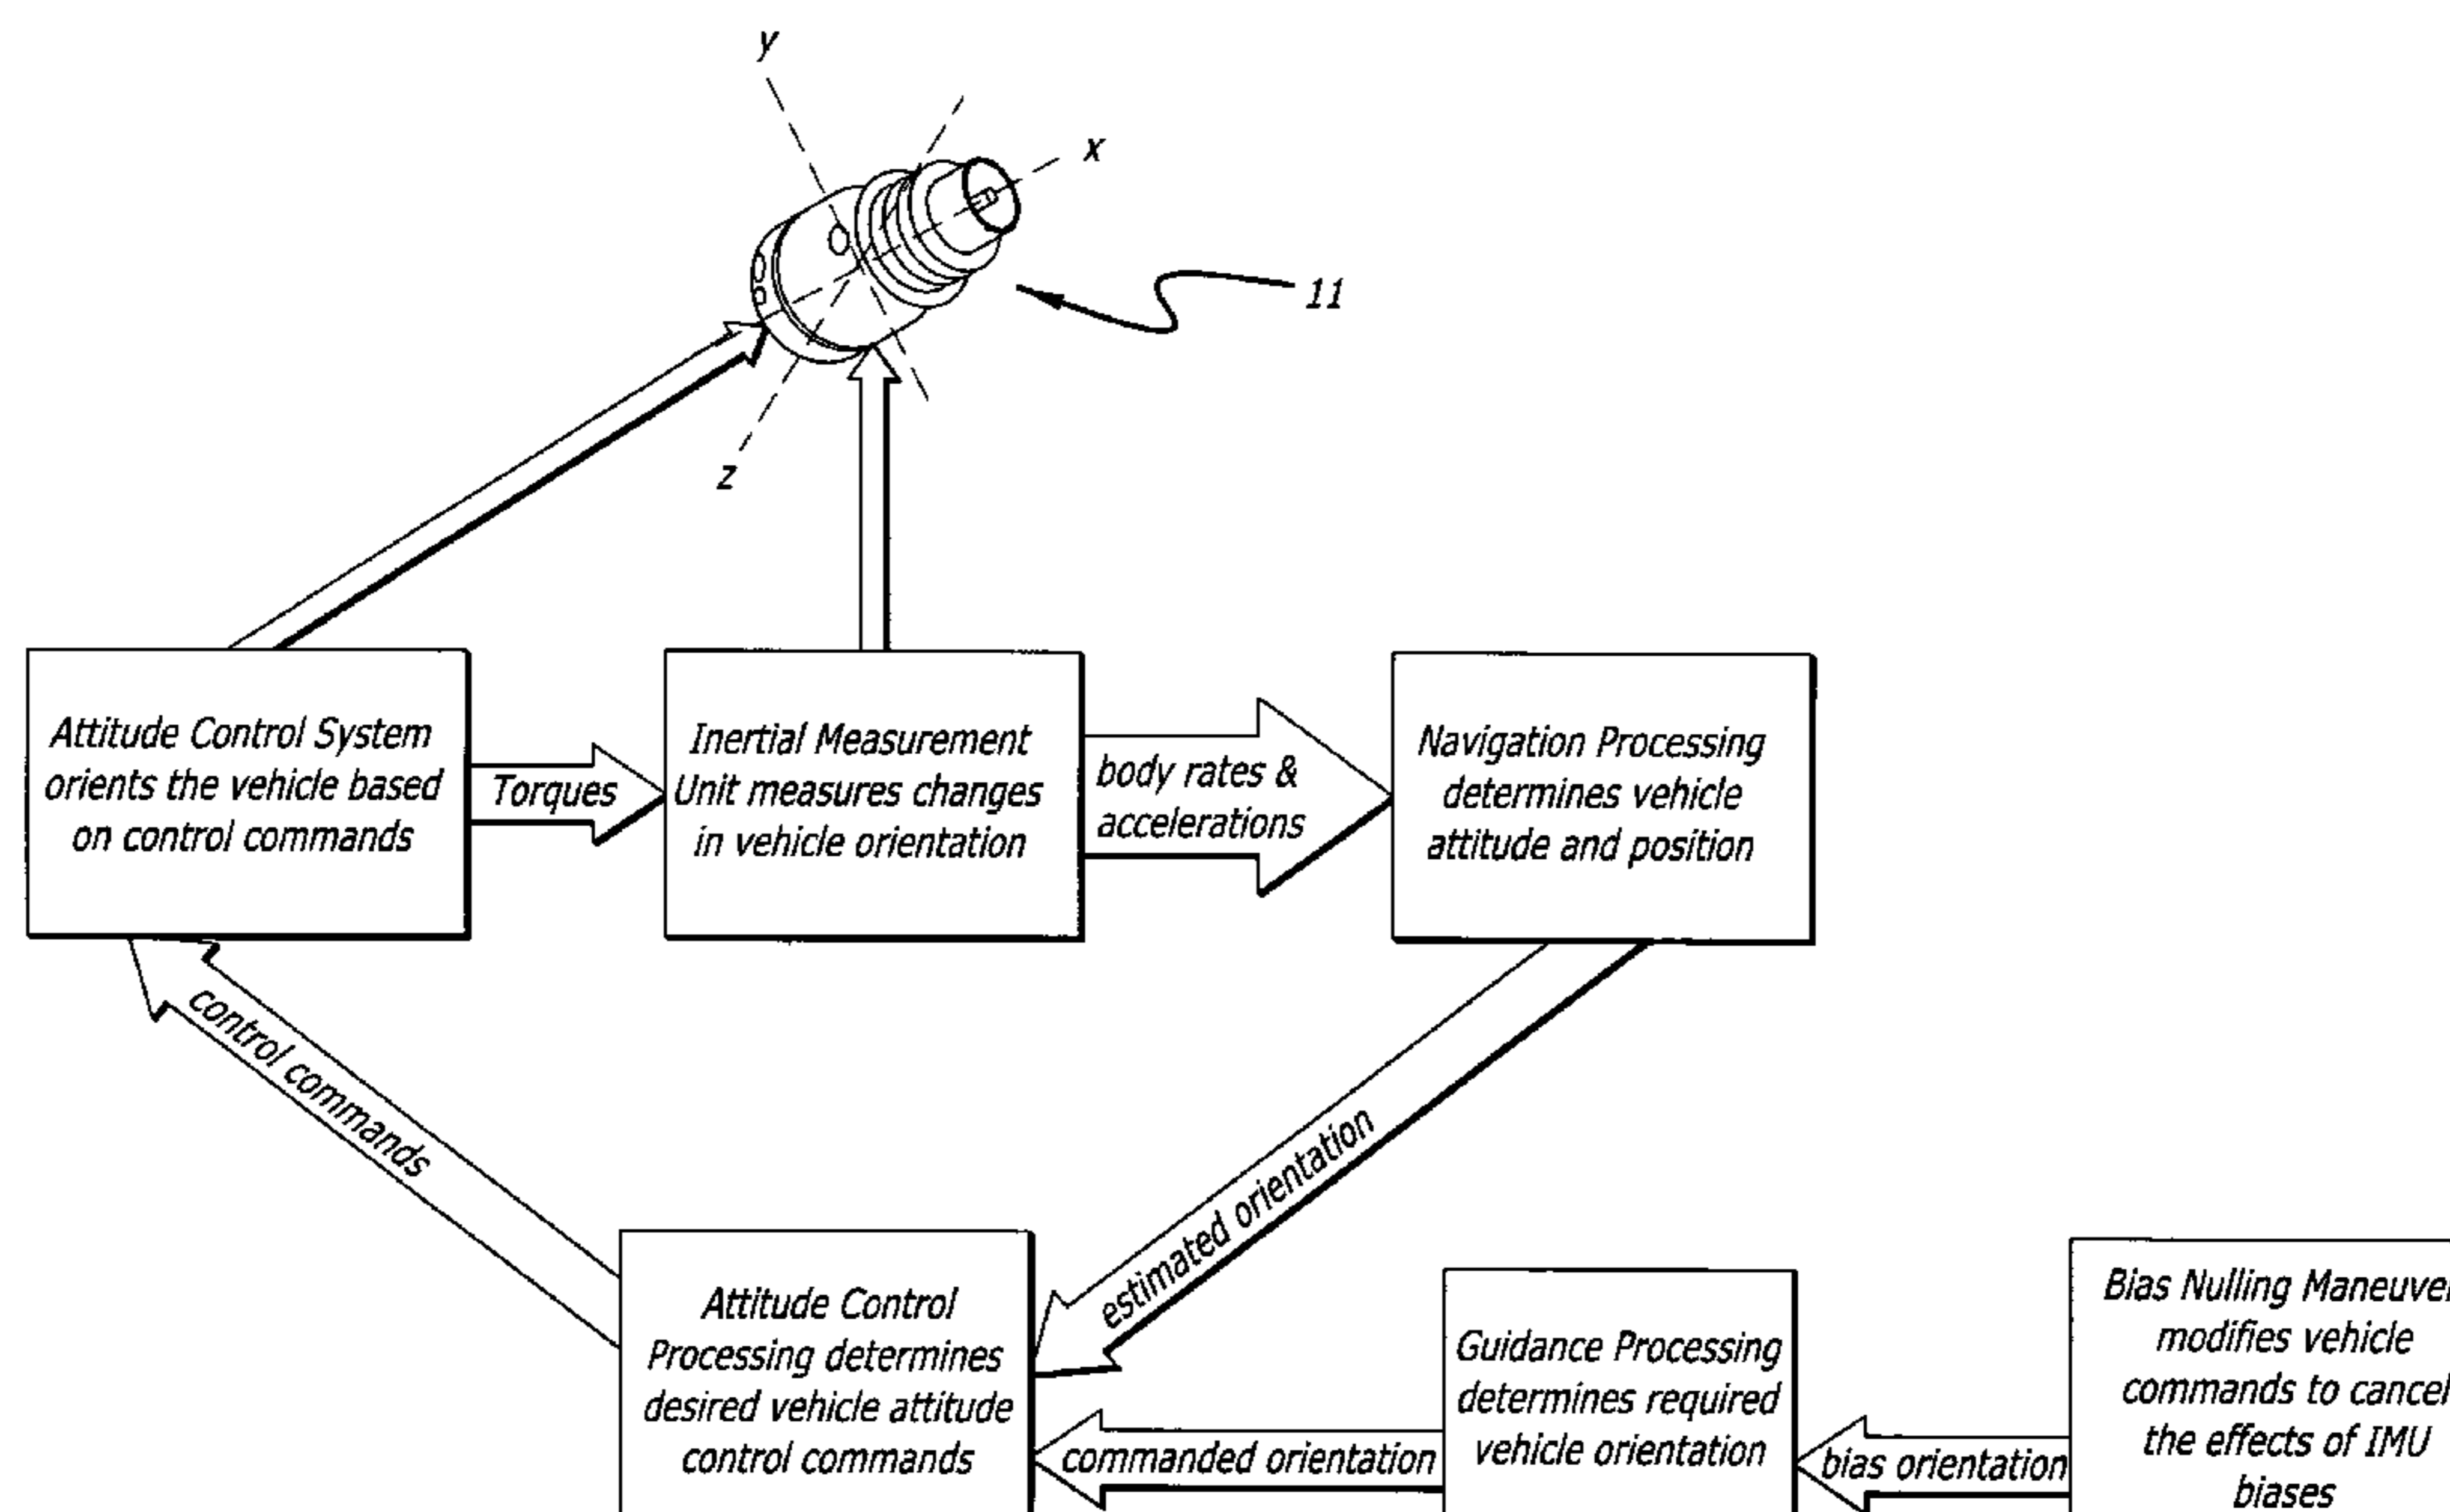 y
x
11
z
Attitude Control System
orients the vehicle based
on control commands
Torques
Inertial Measurement
Unit measures changes
in vehicle orientation
body rates &
accelerations
Navigation Processing
determines vehicle
attitude and position
control commands
estimated orientation
Attitude Control
Processing determines
desired vehicle attitude
control commands
commanded orientation
Guidance Processing
determines required
vehicle orientation
bias orientation
Bias Nulling Maneuver
modifies vehicle
commands to cancel
the effects of IMU
biases